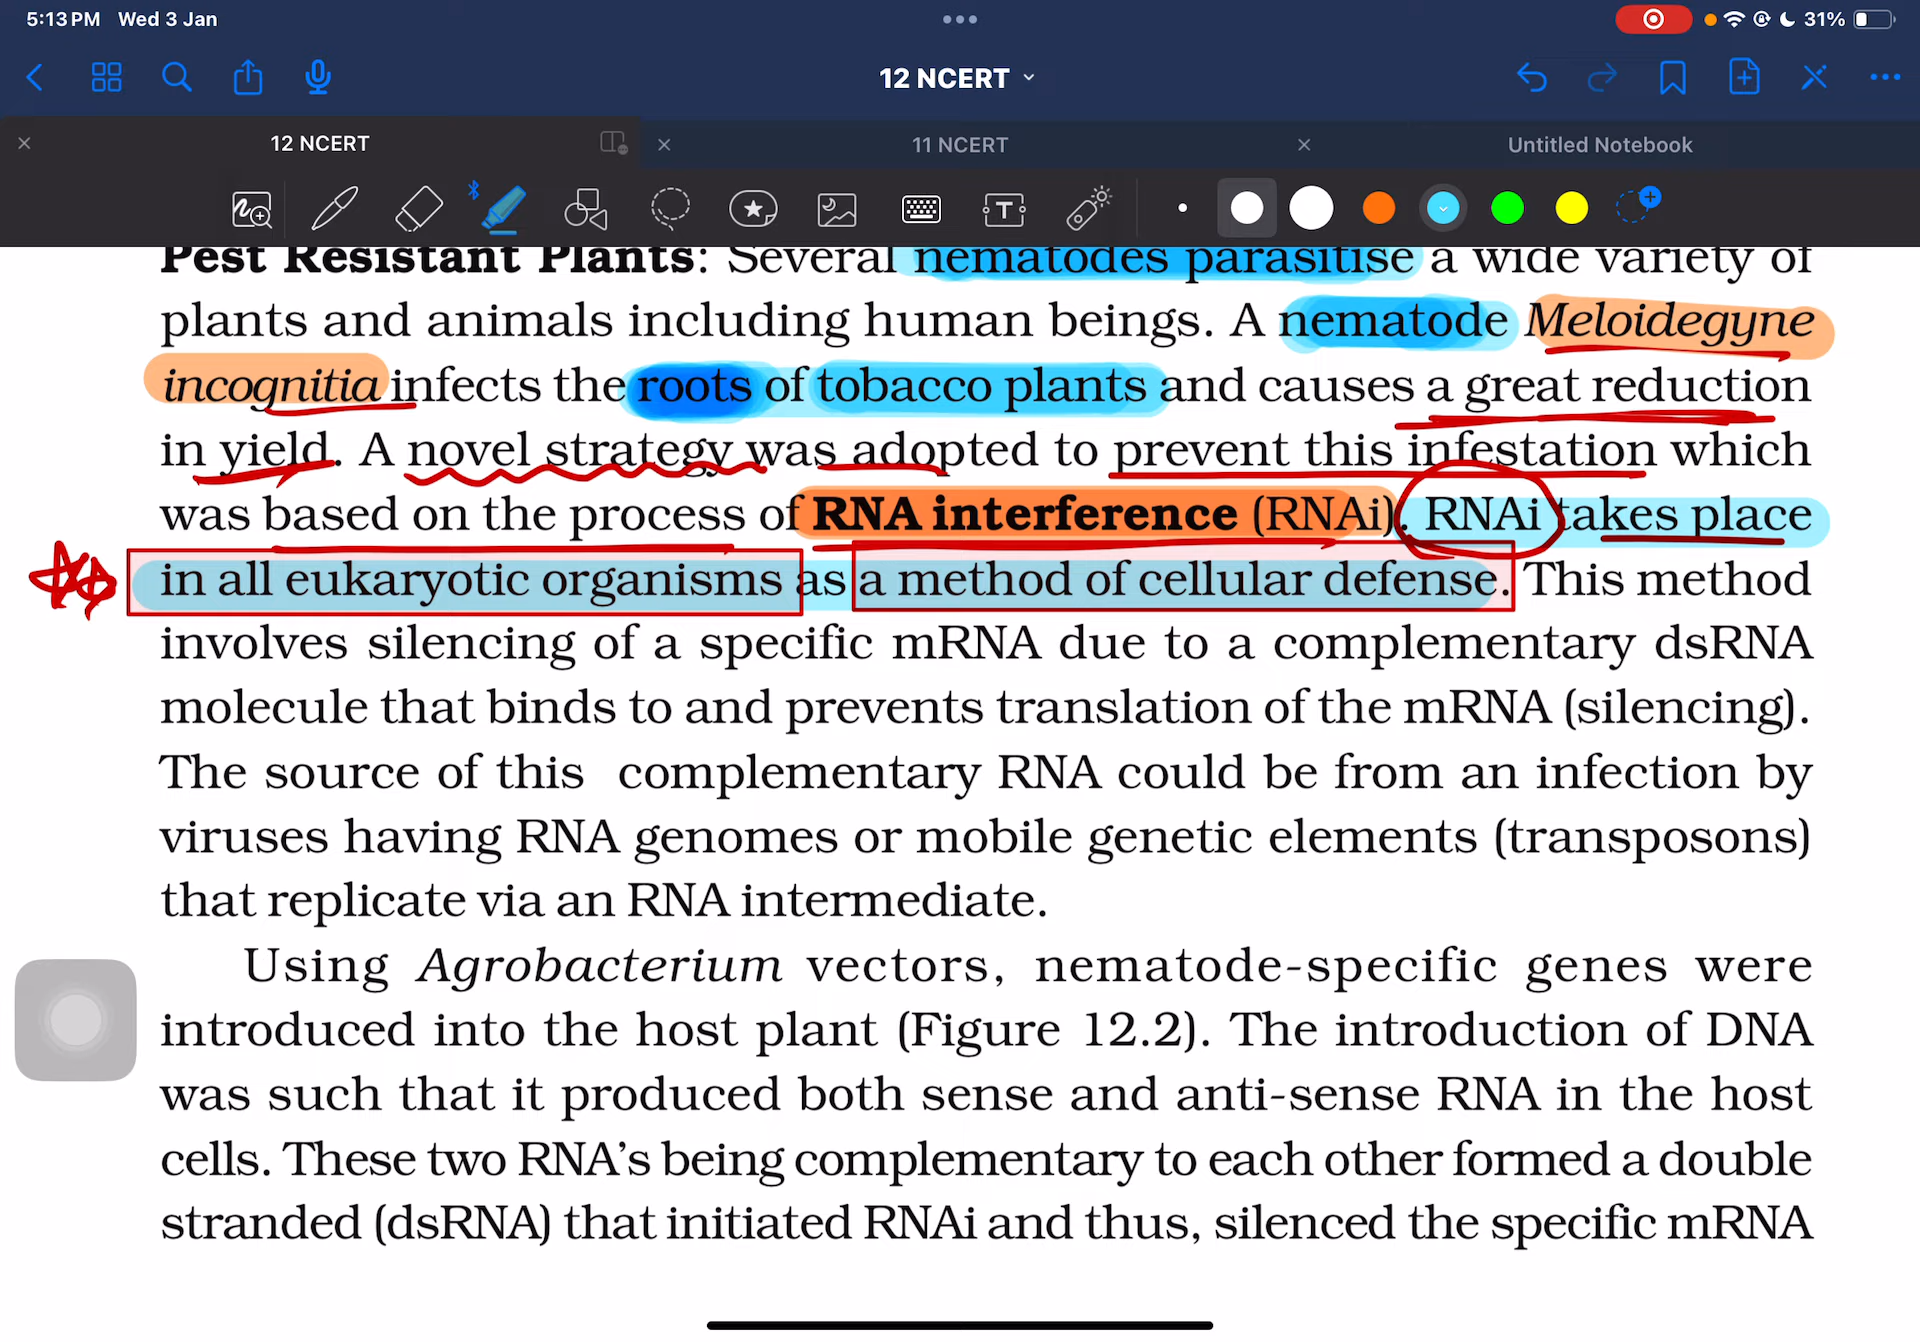 5:13 PM Wed 3 Jan
31%
12 NCERT
12 NCERT
11 NCERT
Untitled Notebook
Pest Resistant Plants: Several nematodes parasitise a wide variety of
plants and animals including human beings. A nematode Meloidegyne
incognitia infects the roots of tobacco plants and causes a great reduction
in yield. A novel strategy was adopted to prevent this infestation which
was based on the process of RNA interference (RNAi). RNAi takes place
in all eukaryotic organisms as a method of cellular defense. This method
involves silencing of a specific mRNA due to a complementary dsRNA
molecule that binds to and prevents translation of the mRNA (silencing).
The source of this complementary RNA could be from an infection by
viruses having RNA genomes or mobile genetic elements (transposons)
that replicate via an RNA intermediate.
Using Agrobacterium vectors, nematode-specific genes were
introduced into the host plant (Figure 12.2). The introduction of DNA
was such that it produced both sense and anti-sense RNA in the host
cells. These two RNA’s being complementary to each other formed a double
stranded (dsRNA) that initiated RNAi and thus, silenced the specific mRNA